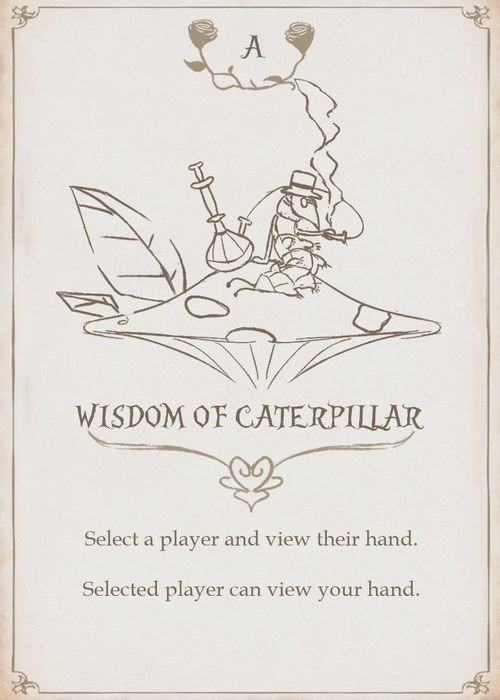 A
WISDOM OF CATERPILLAR
Select a player and view their hand.
Selected player can view your hand.